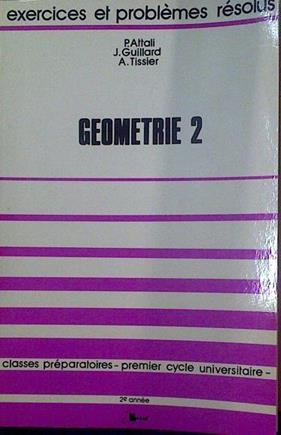 exercices et problèmes résolus
P.Attali
J.Guillard
A.Tissier
GEOMETRIE 2
classes préparatoires - premier cycle universitaire -
2e année